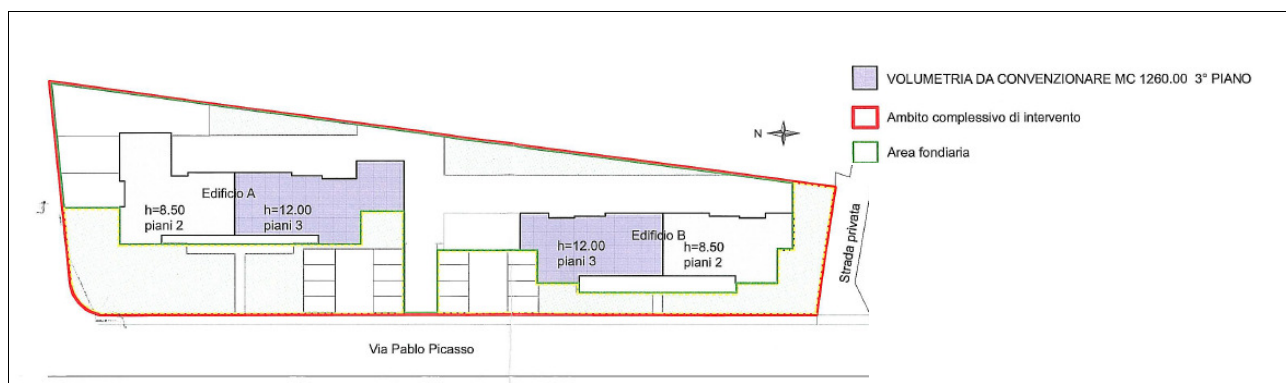 VOLUMETRIA DA CONVENZIONARE MC 1260.00 3° PIANO
Ambito complessivo di intervento
Area fondiaria
N
Edificio A
h=8.50
piani 2
h=12.00
piani 3
h=12.00
piani 3
Edificio B
h=8.50
piani 2
Strada privata
Via Pablo Picasso